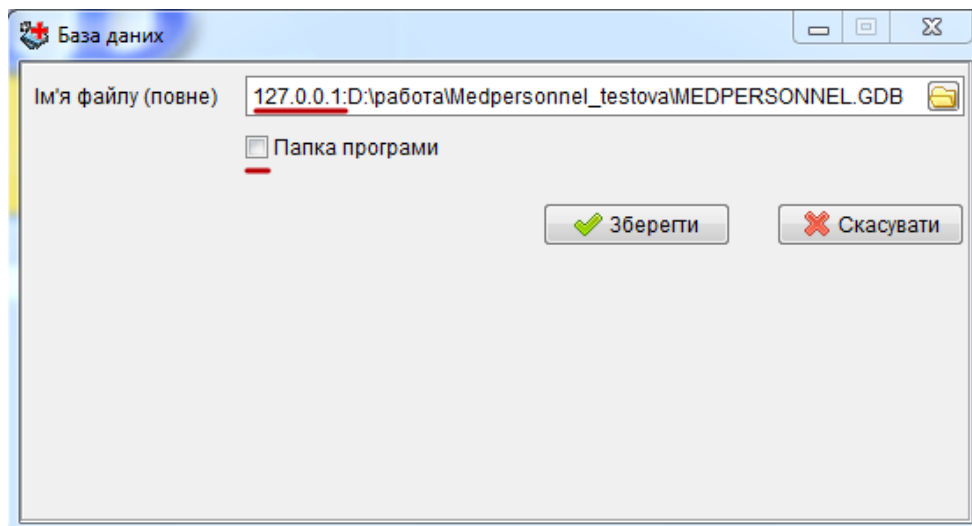 База даних
Ім'я файлу (повне) 127.0.0.1:D:\работа\Medpersonnel_testova\MEDPERSONNEL.GDB
Папка програми
Зберегти Скасувати